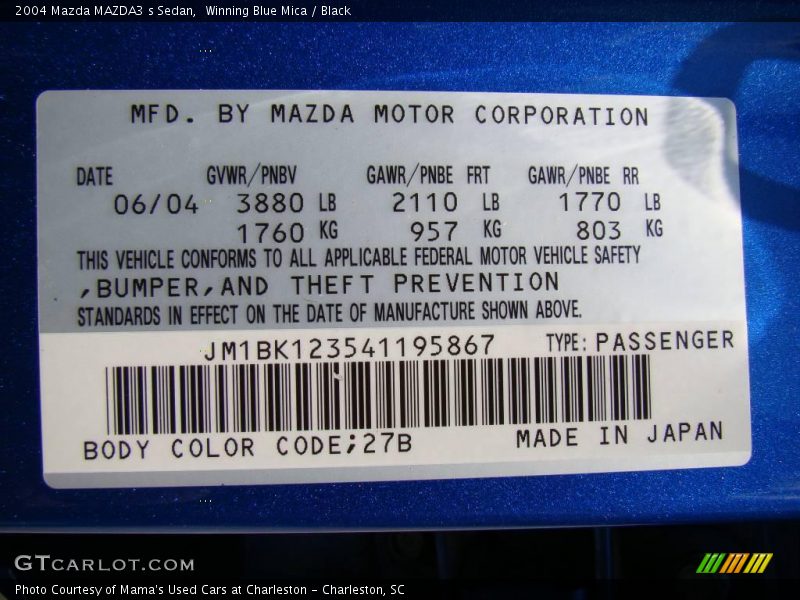 2004 Mazda MAZDA3 s Sedan,  Winning Blue Mica / Black
MFD. BY MAZDA MOTOR CORPORATION
DATE GVWR/PNBV GAWR/PNBE FRT GAWR/PNBE RR
06/04 3880 LB 2110 LB 1770 LB
1760 KG 957 KG 803 KG
THIS VEHICLE CONFORMS TO ALL APPLICABLE FEDERAL MOTOR VEHICLE SAFETY
,BUMPER,AND THEFT PREVENTION
STANDARDS IN EFFECT ON THE DATE OF MANUFACTURE SHOWN ABOVE.
JM1BK123541195867 TYPE: PASSENGER
BODY COLOR CODE;27B MADE IN JAPAN
GTCARLOT.COM
Photo Courtesy of Mama's Used Cars at Charleston - Charleston, SC